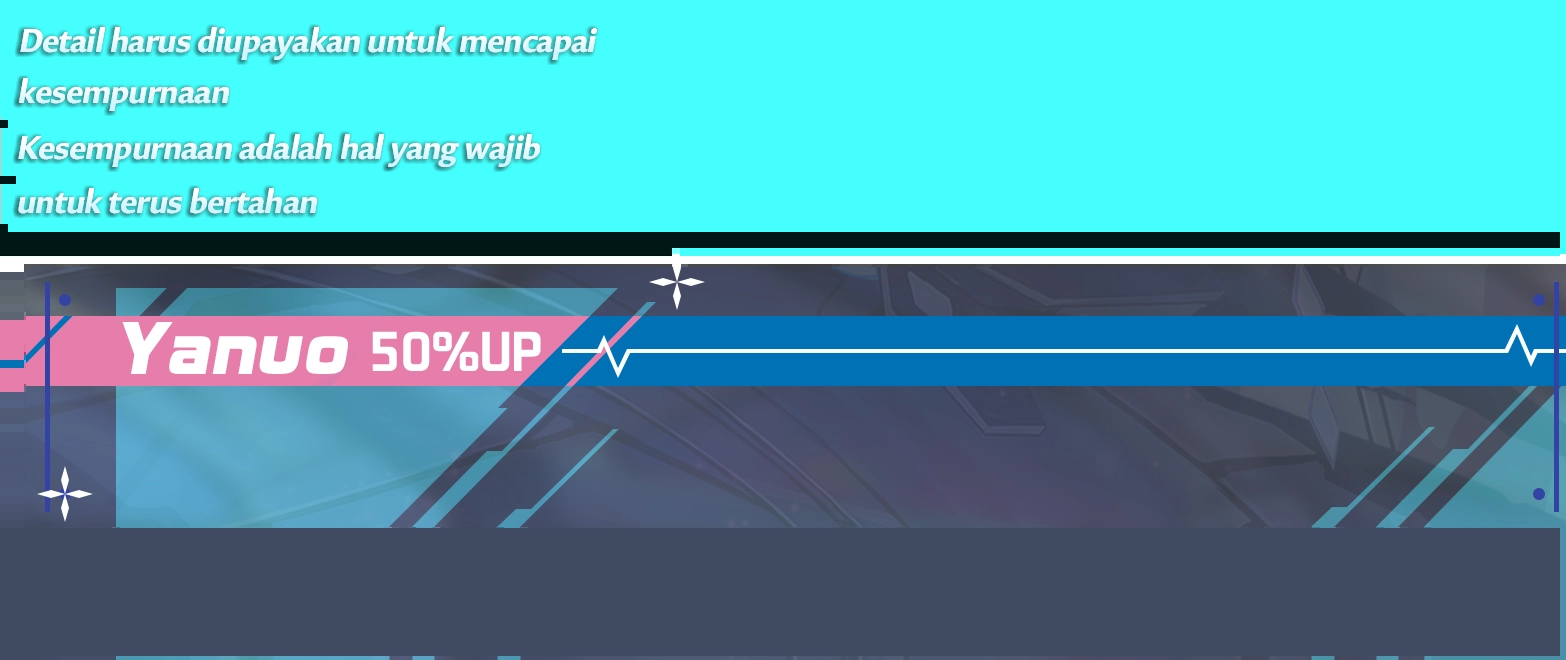 Detail harus diupayakan untuk mencapai
kesempurnaan
Kesempurnaan adalah hal yang wajib
untuk terus bertahan
Yanuo 50%UP